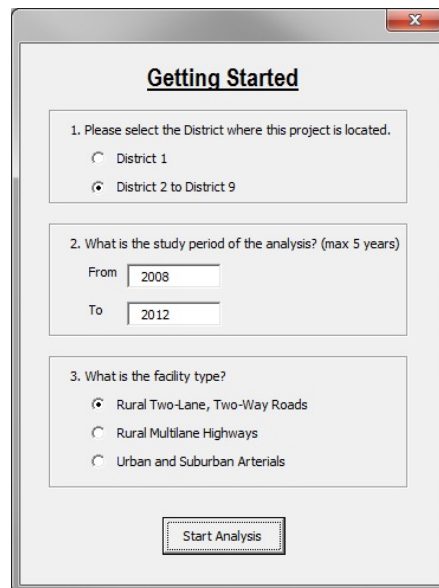 Getting Started
1. Please select the District where this project is located.
District 1
District 2 to District 9
2. What is the study period of the analysis? (max 5 years)
From 2008
To 2012
3. What is the facility type?
Rural Two-Lane, Two-Way Roads
Rural Multilane Highways
Urban and Suburban Arterials
Start Analysis